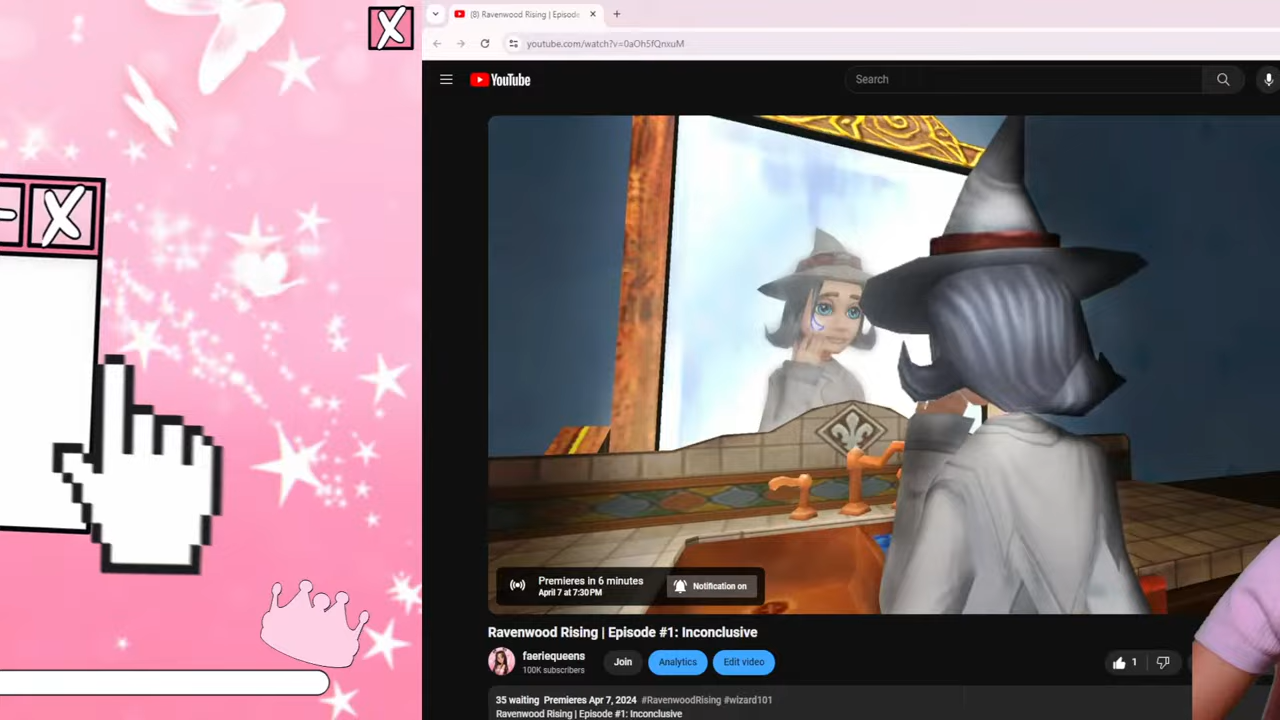 (8) Ravenwood Rising | Episode
youtube.com/watch?v=0aOh5fQnxuM
YouTube
Search
Premieres in 6 minutes
April 7 at 7:30 PM
Notification on
Ravenwood Rising | Episode #1: Inconclusive
faeriequeens
100K subscribers
Join
Analytics
Edit video
1
35 waiting Premieres Apr 7, 2024 #RavenwoodRising #wizard101
Ravenwood Rising | Episode #1: Inconclusive